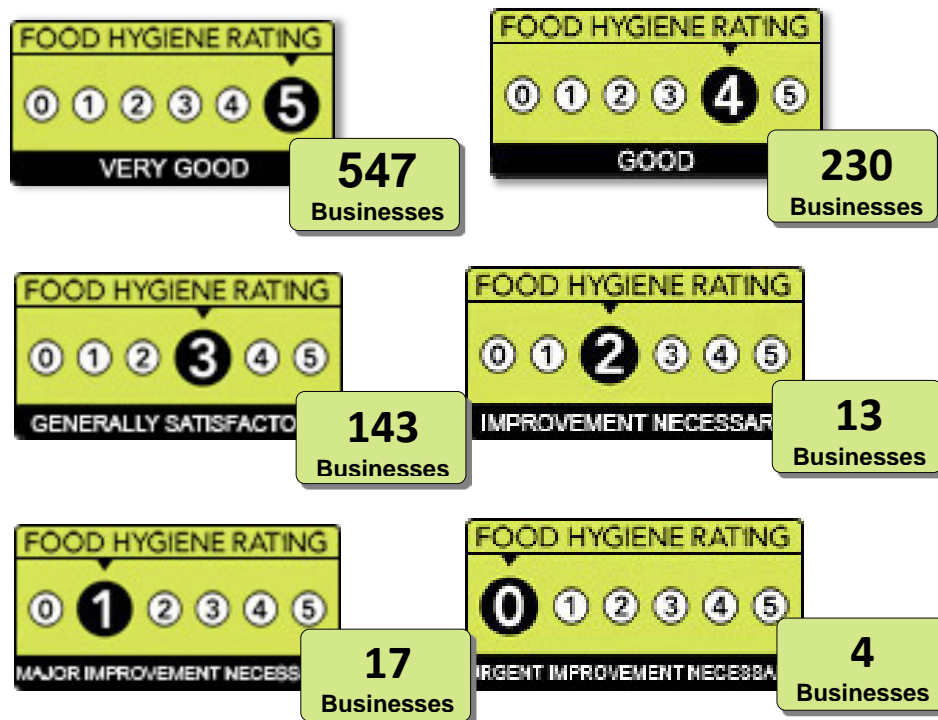 FOOD HYGIENE RATING
0 1 2 3 4 5
VERY GOOD
547
Businesses
FOOD HYGIENE RATING
0 1 2 3 4 5
GOOD
230
Businesses
FOOD HYGIENE RATING
0 1 2 3 4 5
GENERALLY SATISFACTO
143
Businesses
FOOD HYGIENE RATING
0 1 2 3 4 5
IMPROVEMENT NECESSAR
13
Businesses
FOOD HYGIENE RATING
0 1 2 3 4 5
MAJOR IMPROVEMENT NECESS
17
Businesses
FOOD HYGIENE RATING
0 1 2 3 4 5
RGENT IMPROVEMENT NECESSA
4
Businesses